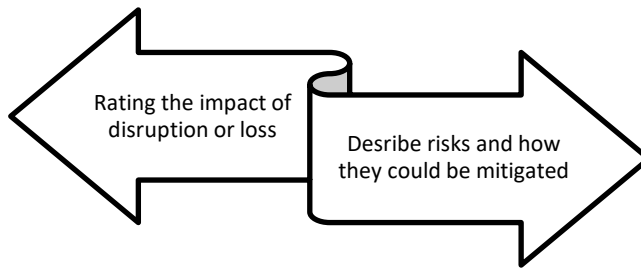 Rating the impact of
disruption or loss
Desribe risks and how
they could be mitigated